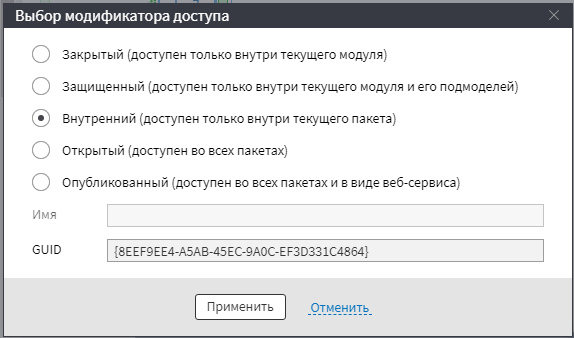 Выбор модификатора доступа
Закрытый (доступен только внутри текущего модуля)
Защищенный (доступен только внутри текущего модуля и его подмоделей)
Внутренний (доступен только внутри текущего пакета)
Открытый (доступен во всех пакетах)
Опубликованный (доступен во всех пакетах и в виде веб-сервиса)
Имя
GUID {8EEF9EE4-A5AB-45EC-9A0C-EF3D331C4864}
Применить Отменить